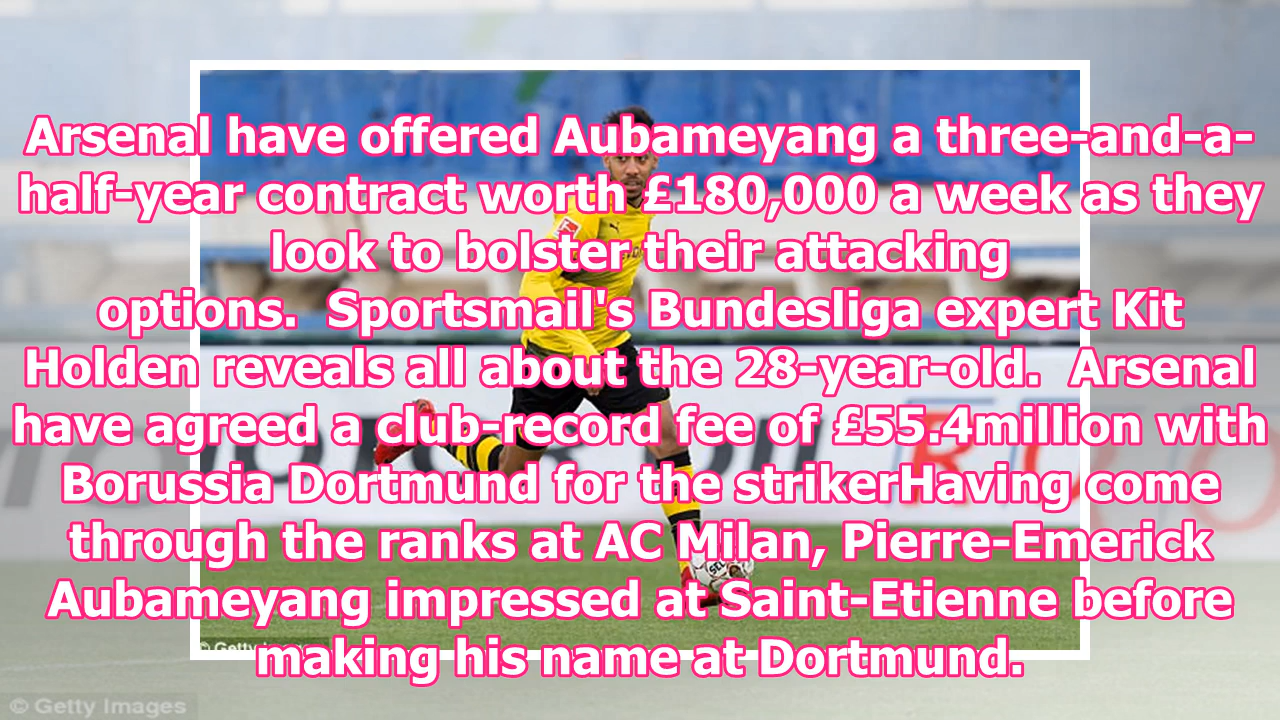 Arsenal have offered Aubameyang a three-and-a-
half-year contract worth £180,000 a week as they
look to bolster their attacking
options.  Sportsmail's Bundesliga expert Kit
Holden reveals all about the 28-year-old.  Arsenal
have agreed a club-record fee of £55.4million with
Borussia Dortmund for the strikerHaving come
through the ranks at AC Milan, Pierre-Emerick
Aubameyang impressed at Saint-Etienne before
making his name at Dortmund.
© Getty Images